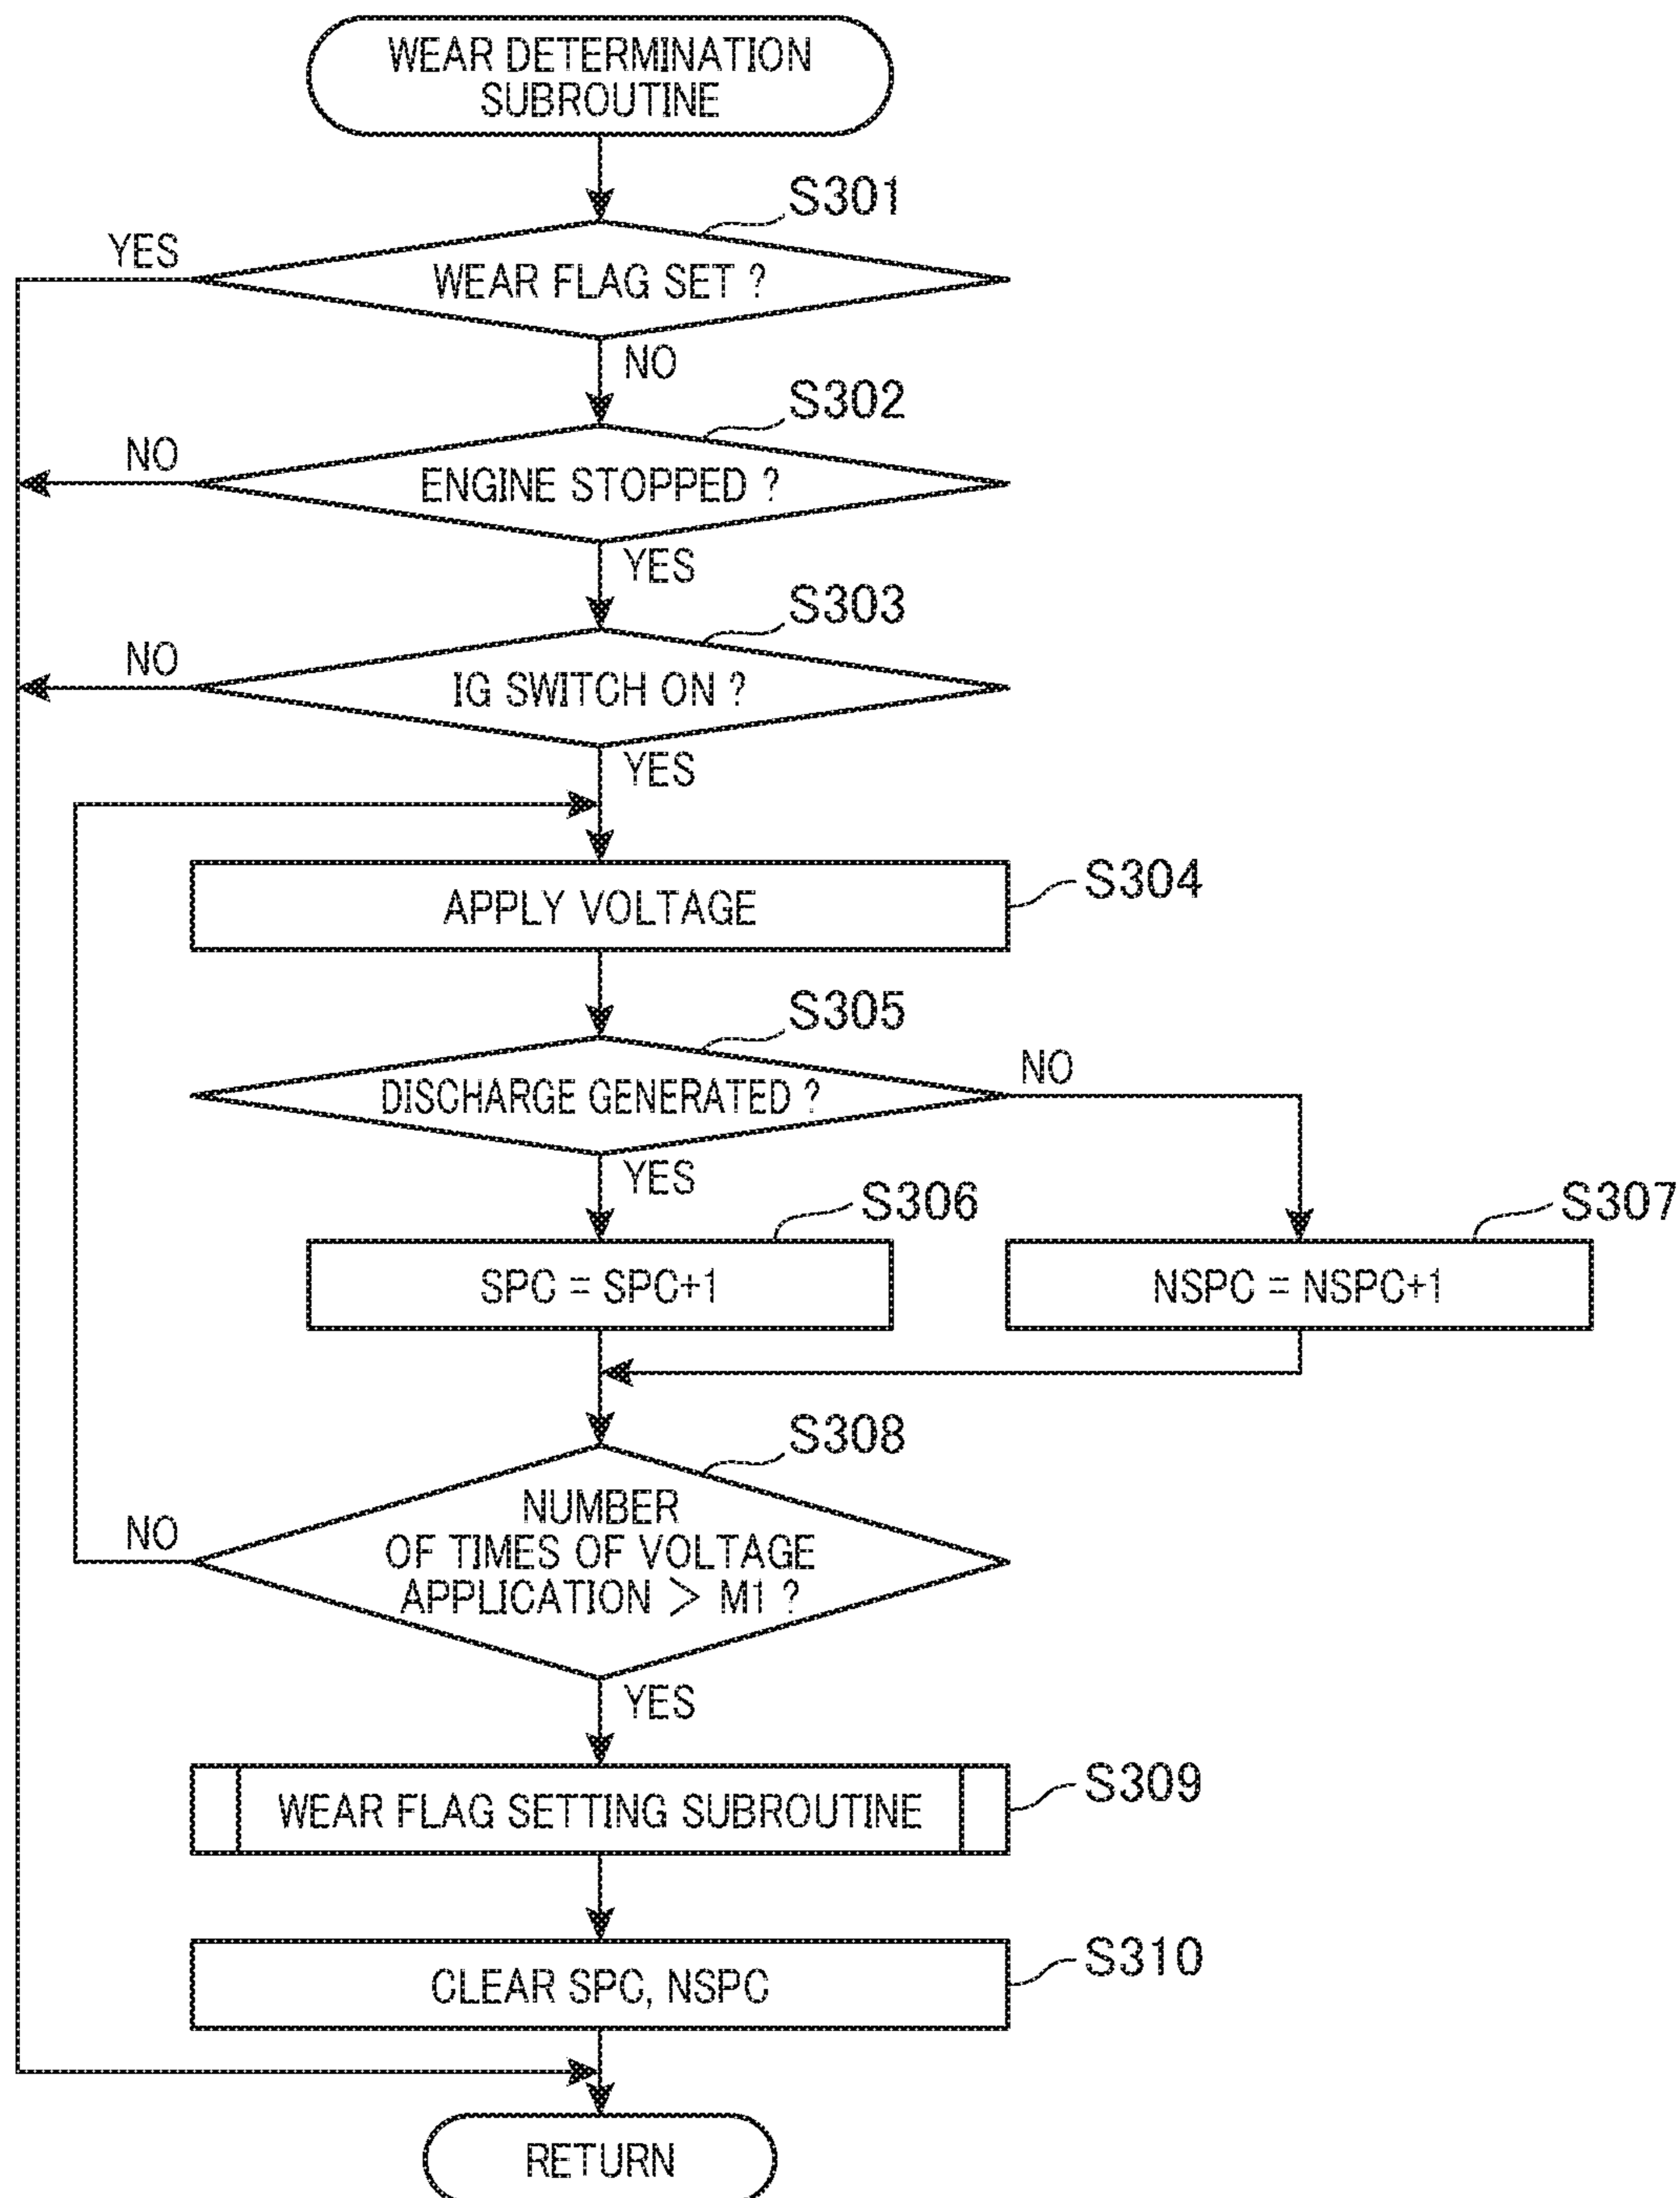 WEAR DETERMINATION
SUBROUTINE
S301
YES
WEAR FLAG SET ?
NO
S302
NO
ENGINE STOPPED ?
YES
S303
NO
IG SWITCH ON ?
YES
APPLY VOLTAGE
S304
S305
DISCHARGE GENERATED ?
NO
YES
S306
S307
SPC = SPC+1
NSPC = NSPC+1
S308
NO
NUMBER
OF TIMES OF VOLTAGE
APPLICATION > M1 ?
YES
WEAR FLAG SETTING SUBROUTINE
S309
CLEAR SPC, NSPC
S310
RETURN